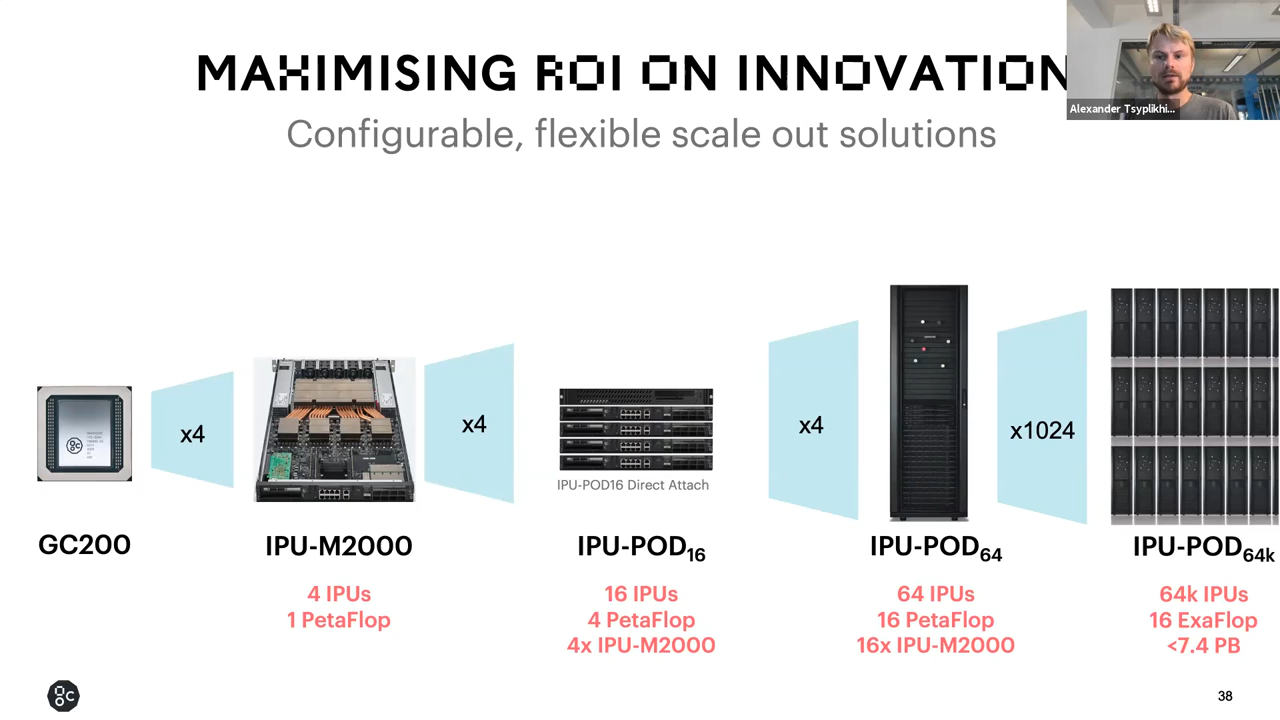 MAXIMISING ROI ON INNOVATION
Configurable, flexible scale out solutions
Alexander Tsyplikhi...
x4
x4
x4
x1024
IPU-POD16 Direct Attach
GC200
IPU-M2000
IPU-POD64
IPU-POD16
IPU-POD64k
4 IPUs
1 PetaFlop
16 IPUs
4 PetaFlop
4x IPU-M2000
64 IPUs
16 PetaFlop
16x IPU-M2000
64k IPUs
16 ExaFlop
<7.4 PB
38